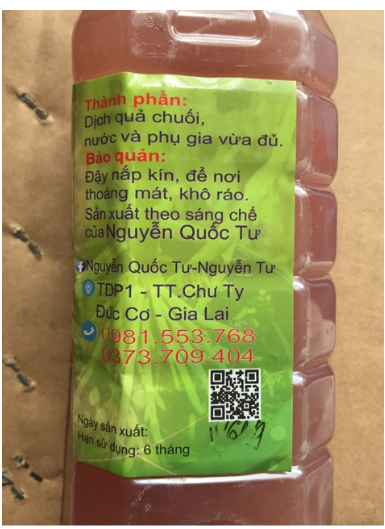 Thành phần:
Dịch quả chuối,
nước và phụ gia vừa đủ.
Bảo quản:
Đậy nắp kín, để nơi
thoáng mát, khô ráo.
Sản xuất theo sáng chế
của Nguyễn Quốc Tư
Nguyễn Quốc Tư-Nguyễn Tư
TDP1 - TT.Chư Ty
Đức Cơ - Gia Lai
0981.553.768
0373.709 404
Ngày sản xuất:
Hạn sử dụng: 6 tháng